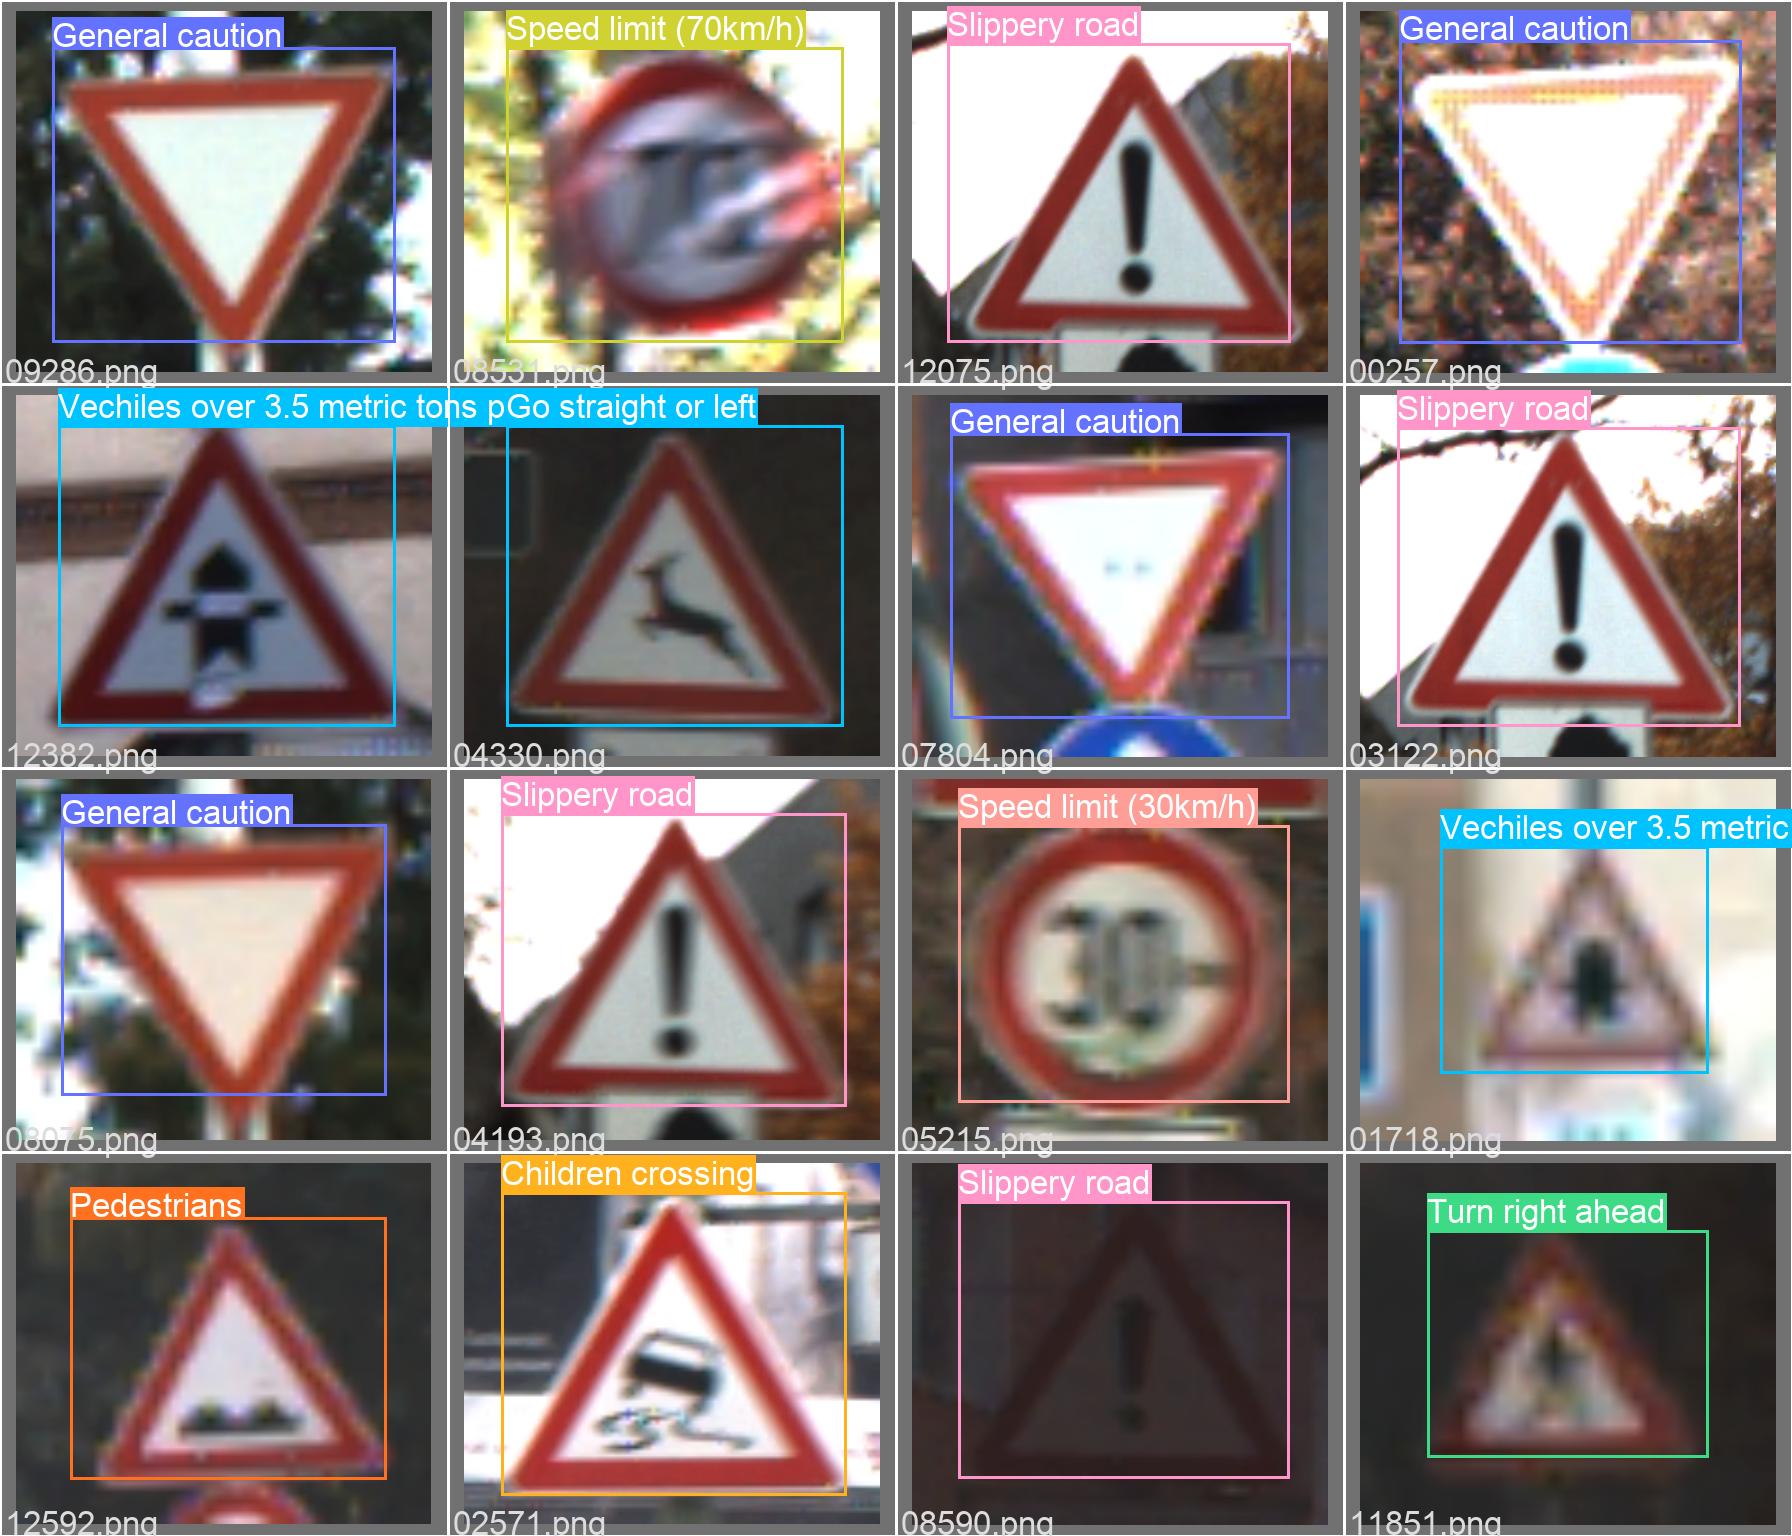 General caution
Speed limit (70km/h)
Slippery road
General caution
09286.png
08531.png
12075.png
00257.png
Vechiles over 3.5 metric tons p
Go straight or left
General caution
Slippery road
12382.png
04330.png
07804.png
03122.png
General caution
Slippery road
Speed limit (30km/h)
Vechiles over 3.5 metric
08075.png
04193.png
05215.png
01718.png
Pedestrians
Children crossing
Slippery road
Turn right ahead
12592.png
02571.png
08590.png
11851.png